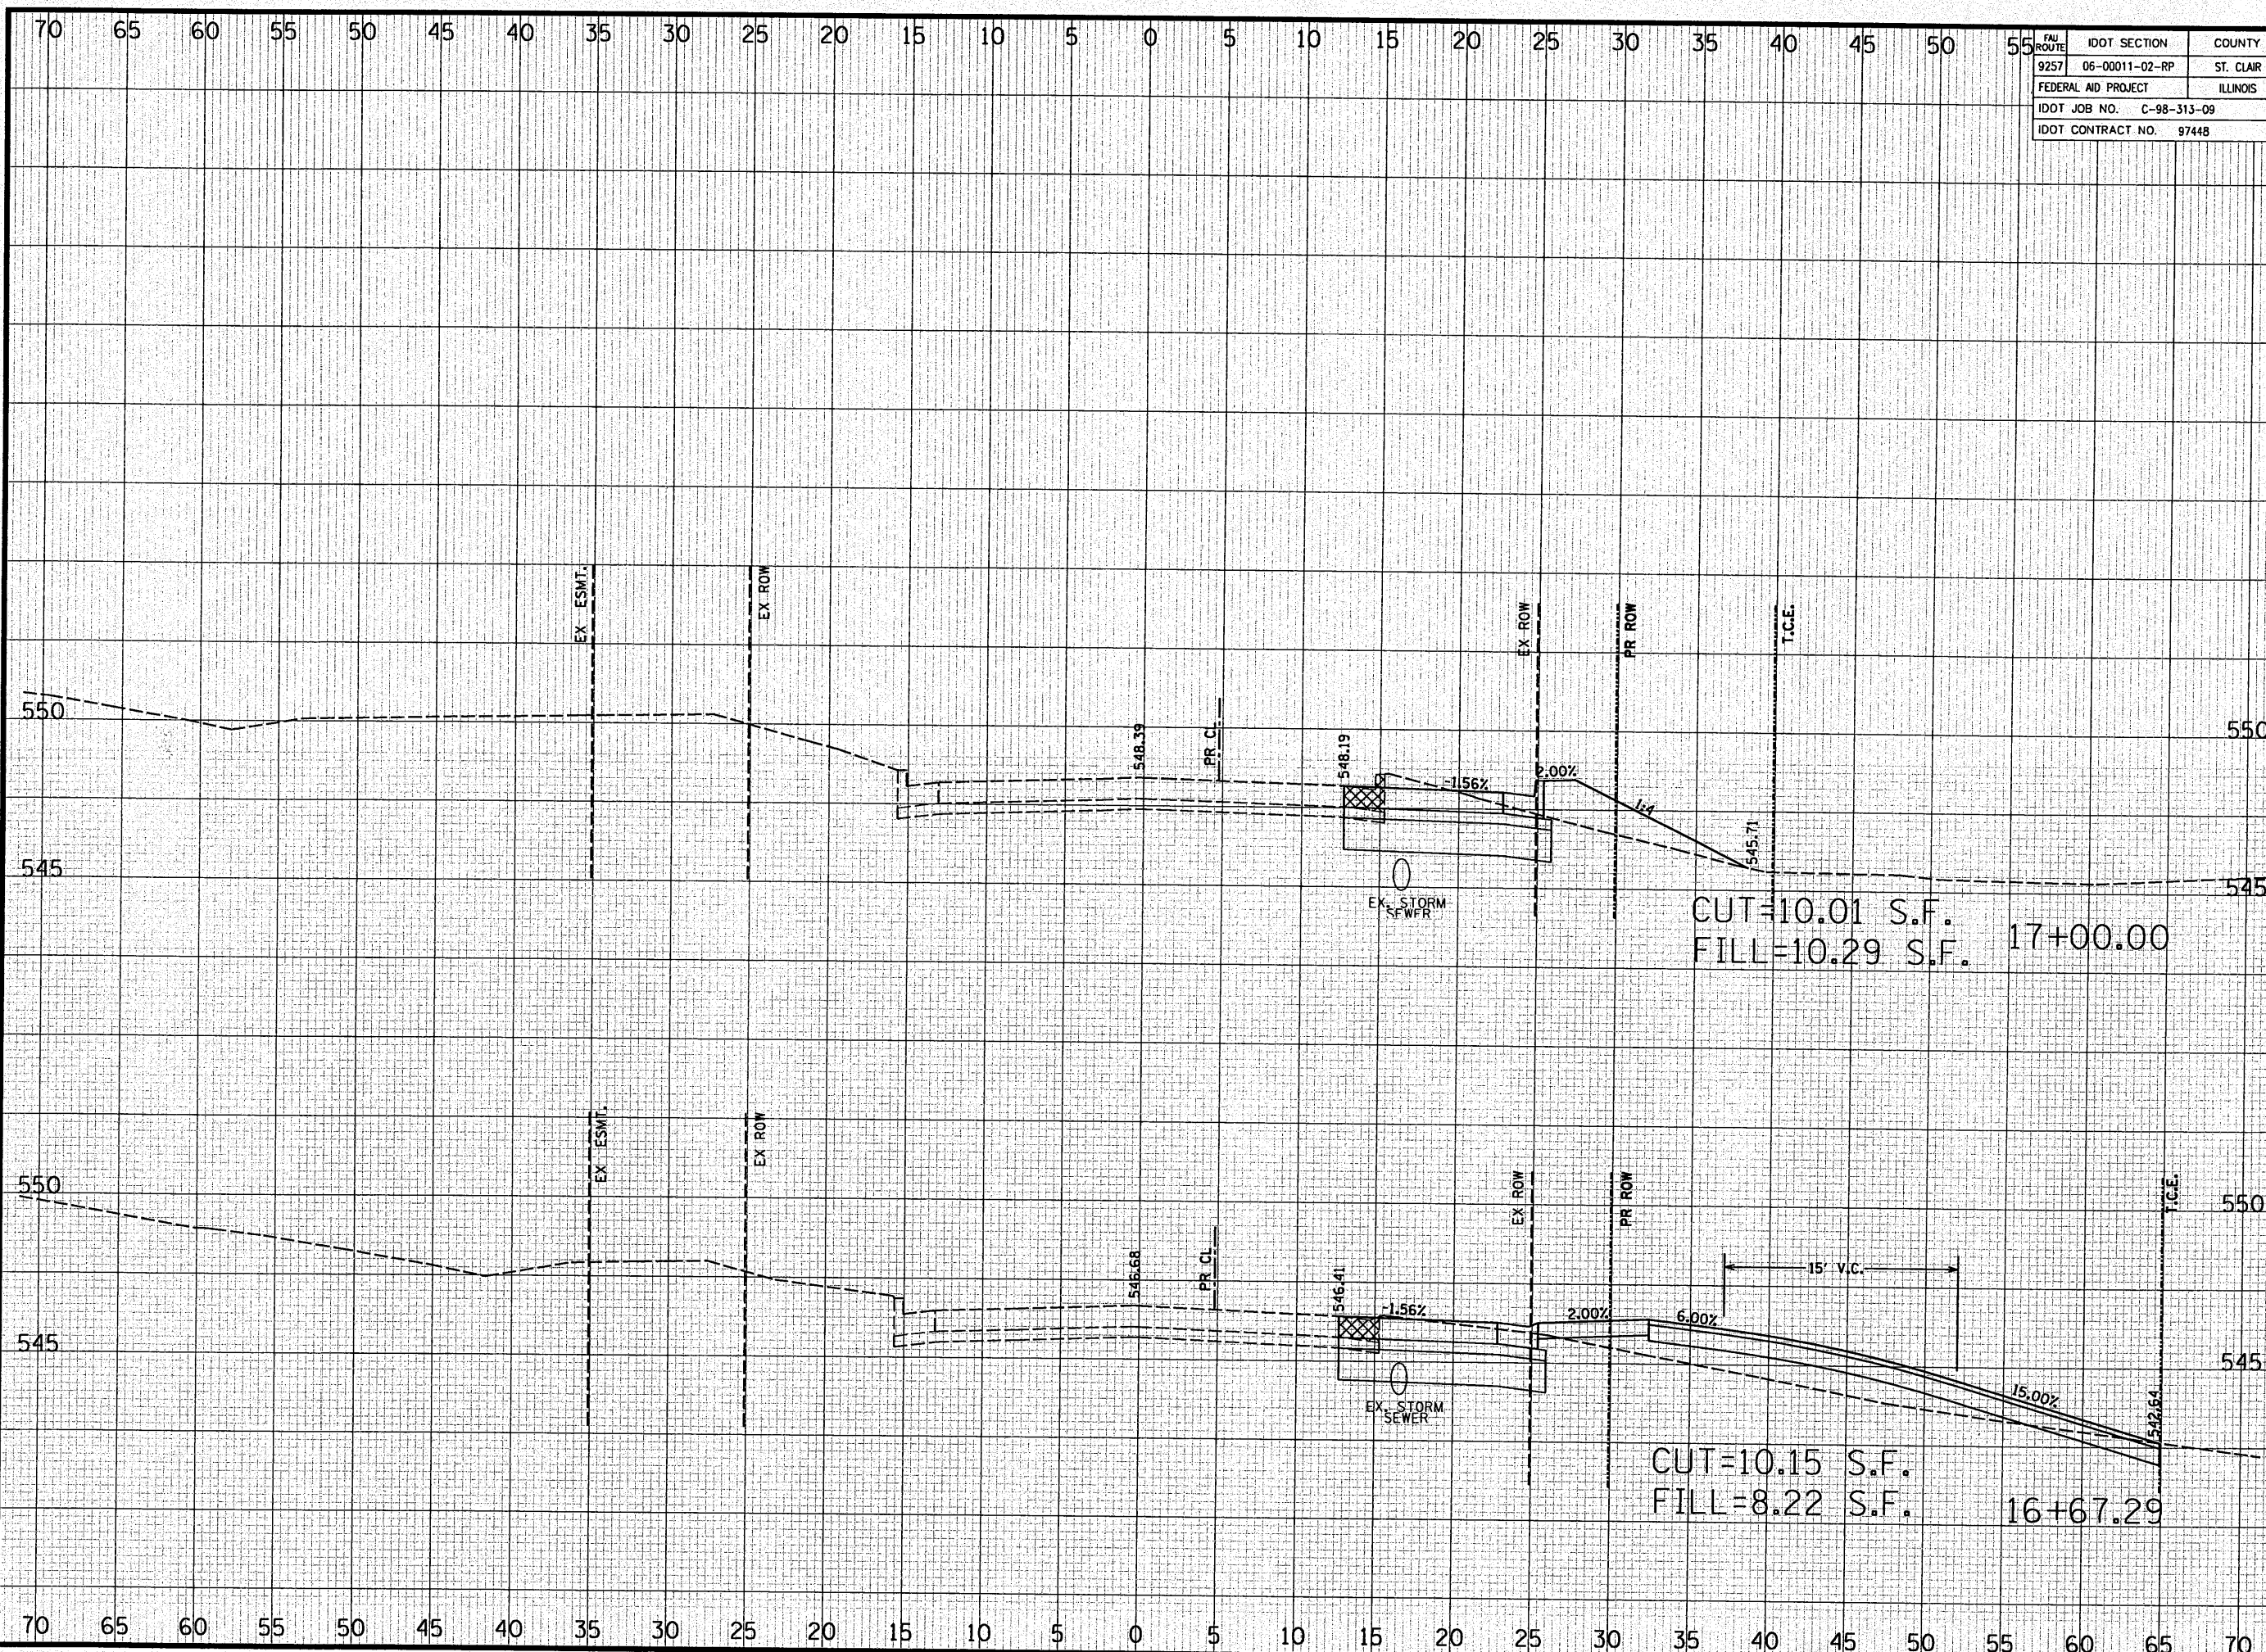 70 65 60 55 50 45 40 35 30 25 20 15 10 5 0 5 10 15 20 25 30 35 40 45 50 55
FAU ROUTE IDOT SECTION COUNTY
9257 06-00011-02-RP ST. CLAIR
FEDERAL AID PROJECT ILLINOIS
IDOT JOB NO. C-98-313-09
IDOT CONTRACT NO. 97448
EX ESMT.
EX ROW
EX ROW
PR ROW
T.C.E.
550
548.39
PR CL
548.19
-1.56%
2.00%
1:4
545.71
550
545
545
EX. STORM
SEWER
CUT=10.01 S.F.
FILL=10.29 S.F.
17+00.00
EX ESMT.
EX ROW
EX ROW
PR ROW
T.C.E.
550
550
546.68
PR CL
546.41
-1.56%
2.00%
6.00%
15' V.C.
15.00%
542.64
545
545
EX. STORM
SEWER
CUT=10.15 S.F.
FILL=8.22 S.F.
16+67.29
70 65 60 55 50 45 40 35 30 25 20 15 10 5 0 5 10 15 20 25 30 35 40 45 50 55 60 65 70